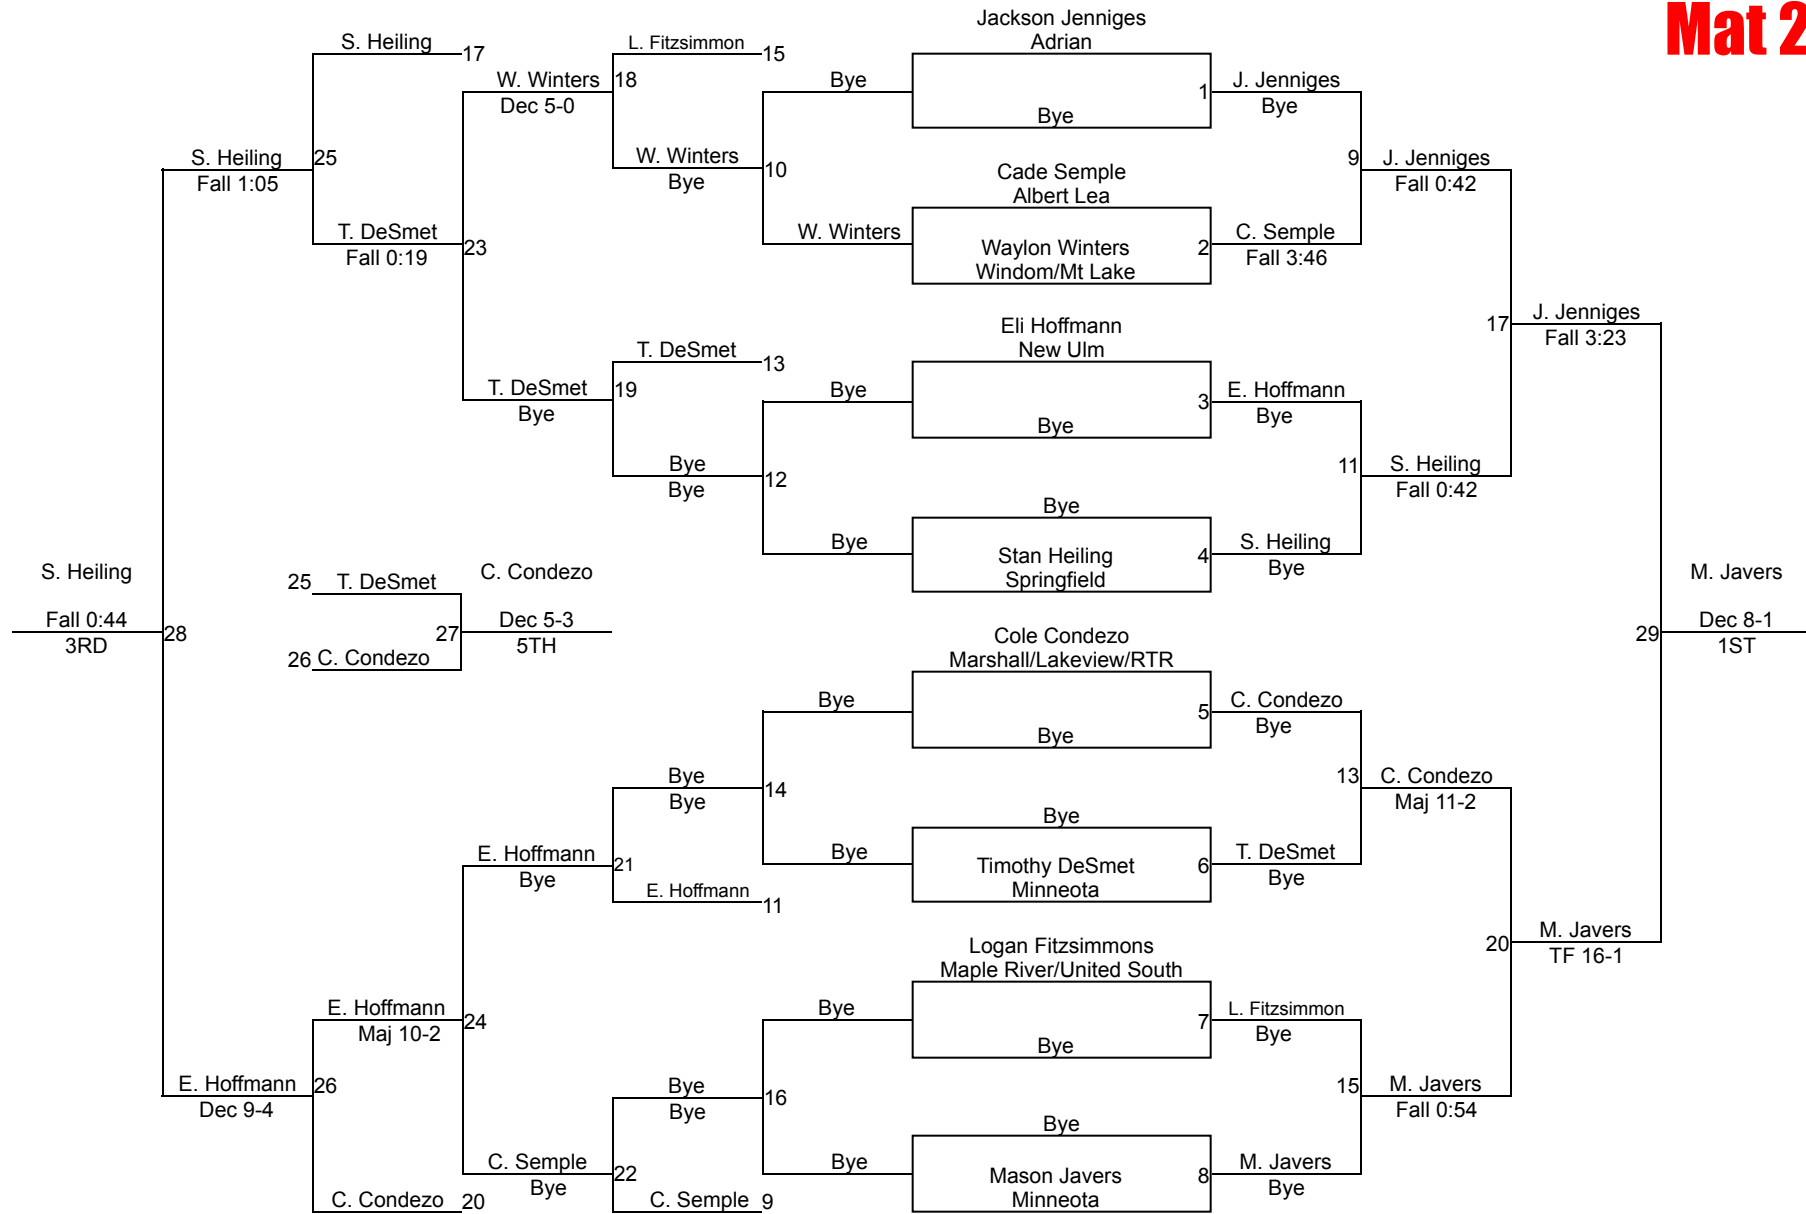 Mat 2
Jackson Jenniges
Adrian
S. Heiling
17
L. Fitzsimmon
15
W. Winters
18
Dec 5-0
Bye
1
J. Jenniges
Bye
Bye
S. Heiling
25
Fall 1:05
W. Winters
10
Bye
Cade Semple
Albert Lea
9
J. Jenniges
Fall 0:42
T. DeSmet
23
Fall 0:19
W. Winters
Waylon Winters
Windom/Mt Lake
2
C. Semple
Fall 3:46
Eli Hoffmann
New Ulm
17
J. Jenniges
Fall 3:23
T. DeSmet
13
T. DeSmet
19
Bye
Bye
3
E. Hoffmann
Bye
Bye
Bye
12
Bye
11
S. Heiling
Fall 0:42
Bye
Bye
Stan Heiling
Springfield
4
S. Heiling
Bye
S. Heiling
Fall 0:44
3RD
28
25
T. DeSmet
C. Condezo
27
Dec 5-3
5TH
26
C. Condezo
M. Javers
29
Dec 8-1
1ST
Cole Condezo
Marshall/Lakeview/RTR
Bye
5
C. Condezo
Bye
Bye
Bye
14
Bye
13
C. Condezo
Maj 11-2
Bye
Bye
Timothy DeSmet
Minneota
6
T. DeSmet
Bye
E. Hoffmann
21
Bye
E. Hoffmann
11
Logan Fitzsimmons
Maple River/United South
20
M. Javers
TF 16-1
E. Hoffmann
24
Maj 10-2
Bye
7
L. Fitzsimmon
Bye
Bye
E. Hoffmann
26
Dec 9-4
Bye
16
Bye
15
M. Javers
Fall 0:54
Bye
C. Semple
22
Bye
Bye
Mason Javers
Minneota
8
M. Javers
Bye
C. Condezo
20
C. Semple
9